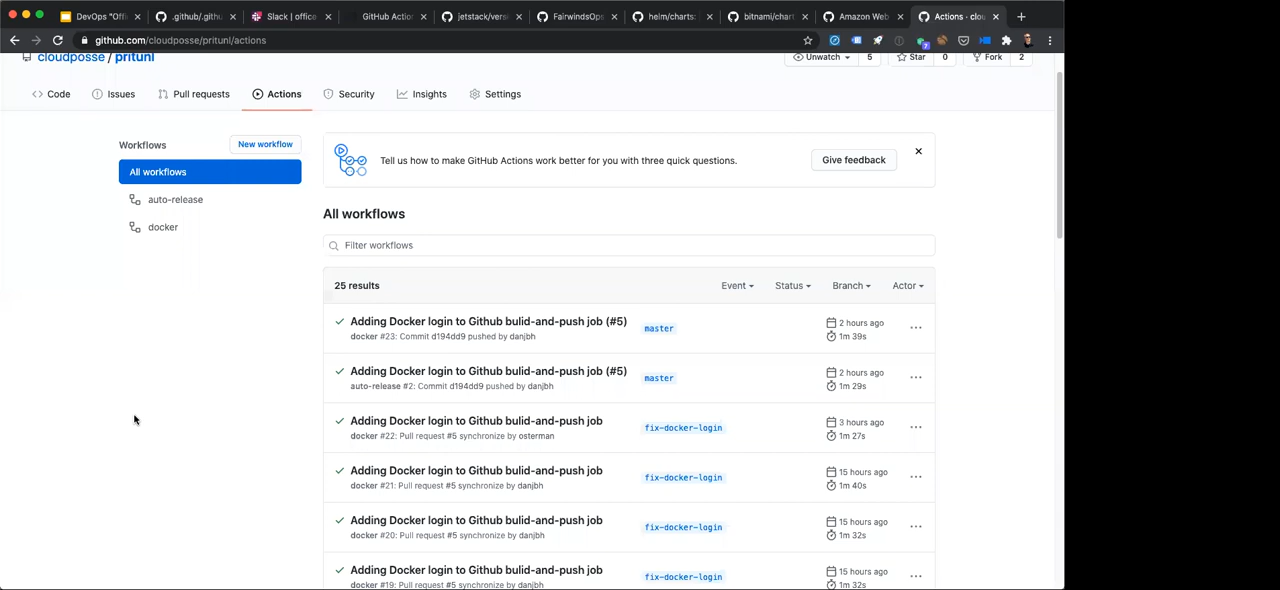 DevOps "Offi
.github/.githu
Slack | office
GitHub Action
jetstack/versi
FairwindsOps
helm/charts:
bitnami/chart
Amazon Web
Actions · clou
github.com/cloudposse/pritunl/actions
7
cloudposse / pritunl
Unwatch 5
Star 0
Fork 2
Code
Issues
Pull requests
Actions
Security
Insights
Settings
Workflows
New workflow
All workflows
auto-release
docker
Tell us how to make GitHub Actions work better for you with three quick questions.
Give feedback
All workflows
Filter workflows
25 results
Event
Status
Branch
Actor
Adding Docker login to Github bulid-and-push job (#5)
docker #23: Commit d194dd9 pushed by danjbh
master
2 hours ago
1m 39s
Adding Docker login to Github bulid-and-push job (#5)
auto-release #2: Commit d194dd9 pushed by danjbh
master
2 hours ago
1m 29s
Adding Docker login to Github bulid-and-push job
docker #22: Pull request #5 synchronize by osterman
fix-docker-login
3 hours ago
1m 27s
Adding Docker login to Github bulid-and-push job
docker #21: Pull request #5 synchronize by danjbh
fix-docker-login
15 hours ago
1m 40s
Adding Docker login to Github bulid-and-push job
docker #20: Pull request #5 synchronize by danjbh
fix-docker-login
15 hours ago
1m 32s
Adding Docker login to Github bulid-and-push job
docker #19: Pull request #5 synchronize by danjbh
fix-docker-login
15 hours ago
1m 32s